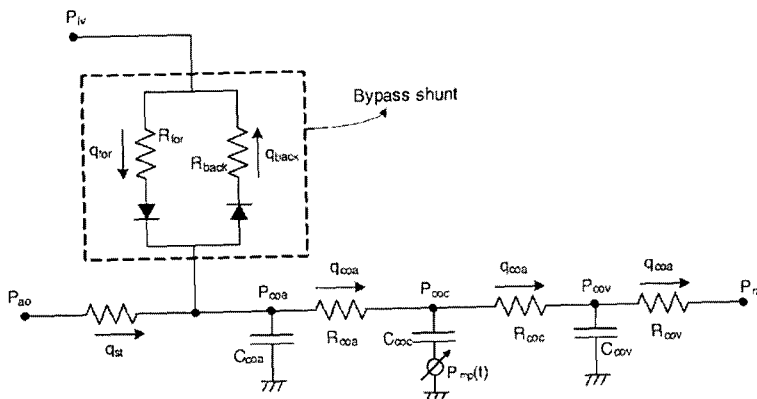 P_lv
Bypass shunt
q_for
R_for
R_back
q_back
P_ao
q_st
P_coa
q_coa
R_coa
C_coa
P_coc
C_coc
P_mp(t)
q_coa
R_coc
P_cov
C_cov
q_coa
R_cov